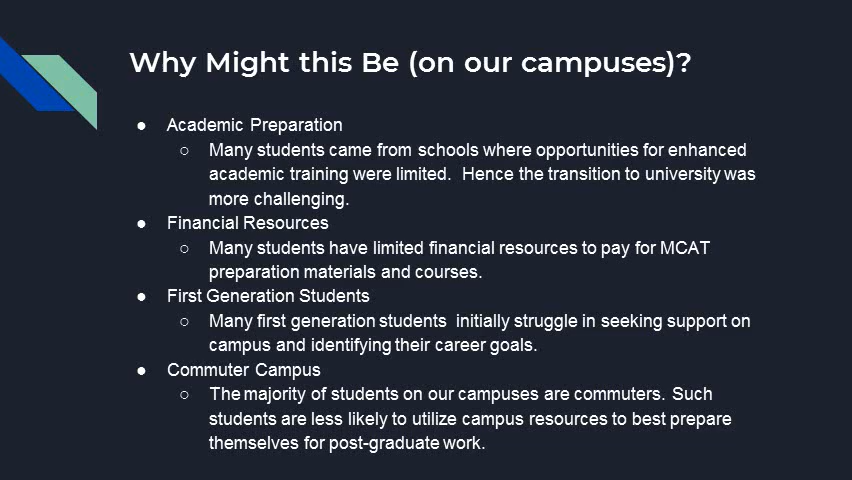 Why Might this Be (on our campuses)?
● Academic Preparation
○ Many students came from schools where opportunities for enhanced
academic training were limited.  Hence the transition to university was
more challenging.
● Financial Resources
○ Many students have limited financial resources to pay for MCAT
preparation materials and courses.
● First Generation Students
○ Many first generation students  initially struggle in seeking support on
campus and identifying their career goals.
● Commuter Campus
○ The majority of students on our campuses are commuters. Such
students are less likely to utilize campus resources to best prepare
themselves for post-graduate work.